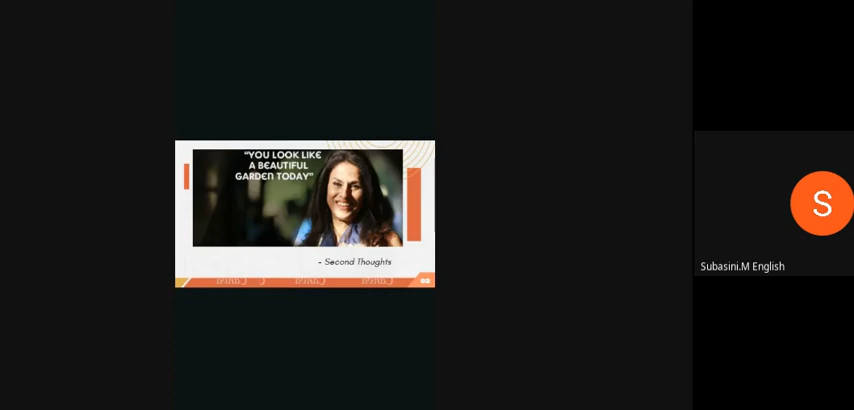 "YOU LOOK LIKE
A BEAUTIFUL
GARDEN TODAY"
- Second Thoughts
02
S
Subasini.M English